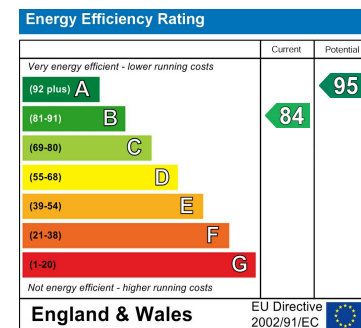 Energy Efficiency Rating
Current Potential
Very energy efficient - lower running costs
(92 plus) A
95
(81-91) B
84
(69-80) C
(55-68) D
(39-54) E
(21-38) F
(1-20) G
Not energy efficient - higher running costs
England & Wales
EU Directive
2002/91/EC